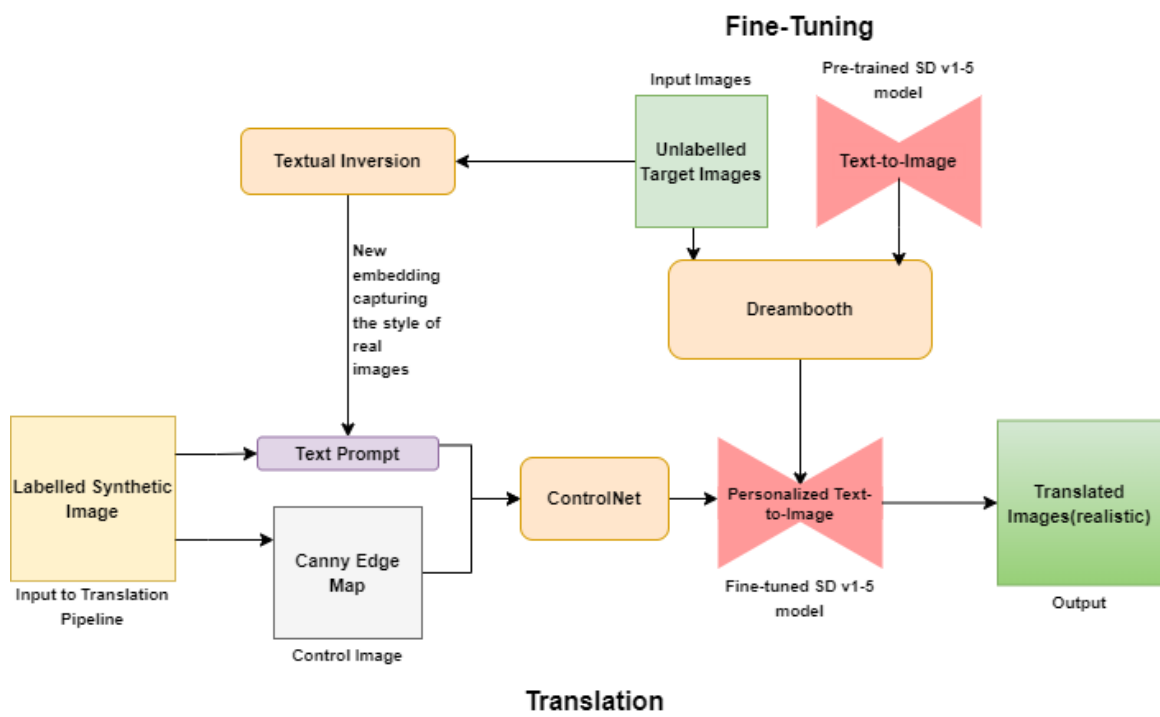 Fine-Tuning
Input Images
Pre-trained SD v1-5
model
Textual Inversion
Unlabelled
Target Images
Text-to-Image
New
embedding
capturing
the style of
real
images
Dreambooth
Labelled Synthetic
Image
Input to Translation
Pipeline
Text Prompt
Canny Edge
Map
Control Image
ControlNet
Personalized Text-
to-Image
Fine-tuned SD v1-5
model
Translated
Images(realistic)
Output
Translation